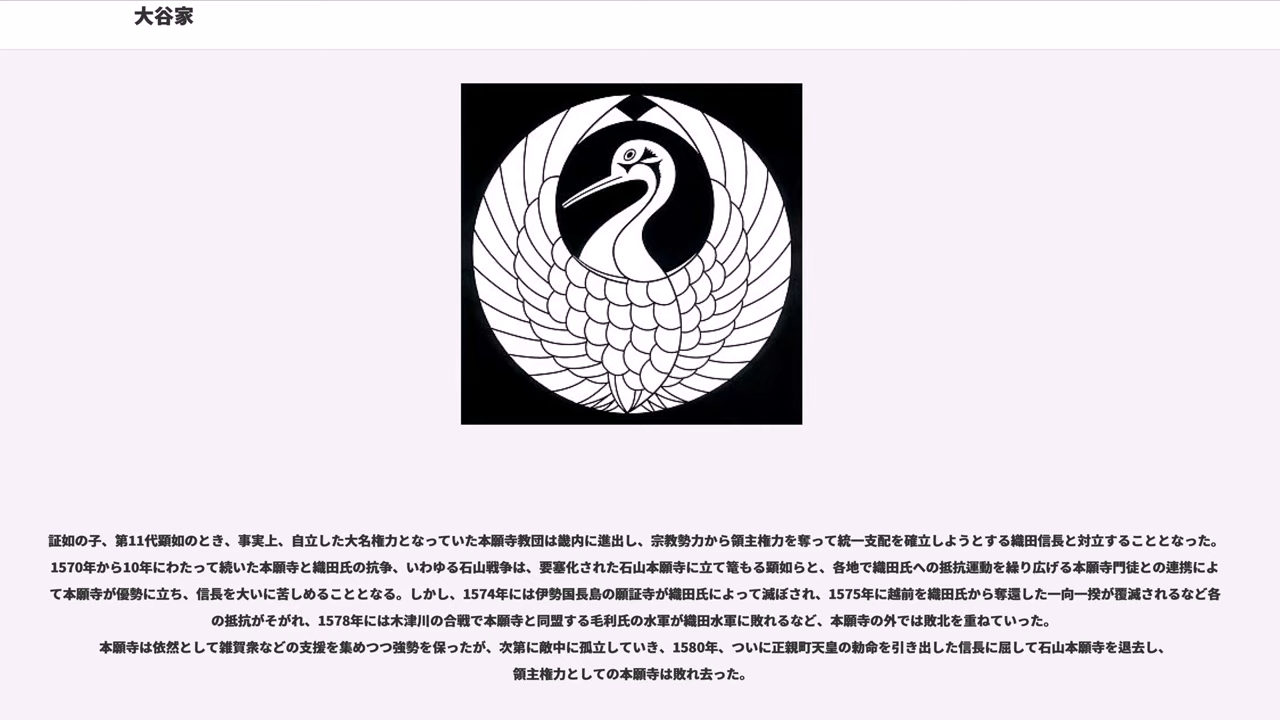 大谷家
証如の子、第11代顕如のとき、事実上、自立した大名権力となっていた本願寺教団は畿内に進出し、宗教勢力から領主権力を奪って統一支配を確立しようとする織田信長と対立することとなった。
1570年から10年にわたって続いた本願寺と織田氏の抗争、いわゆる石山戦争は、要塞化された石山本願寺に立て篭もる顕如らと、各地で織田氏への抵抗運動を繰り広げる本願寺門徒との連携によ
て本願寺が優勢に立ち、信長を大いに苦しめることとなる。しかし、1574年には伊勢国長島の願証寺が織田氏によって滅ぼされ、1575年に越前を織田氏から奪還した一向一揆が覆滅されるなど各
の抵抗がそがれ、1578年には木津川の合戦で本願寺と同盟する毛利氏の水軍が織田水軍に敗れるなど、本願寺の外では敗北を重ねていった。
本願寺は依然として雑賀衆などの支援を集めつつ強勢を保ったが、次第に敵中に孤立していき、1580年、ついに正親町天皇の勅命を引き出した信長に屈して石山本願寺を退去し、
領主権力としての本願寺は敗れ去った。